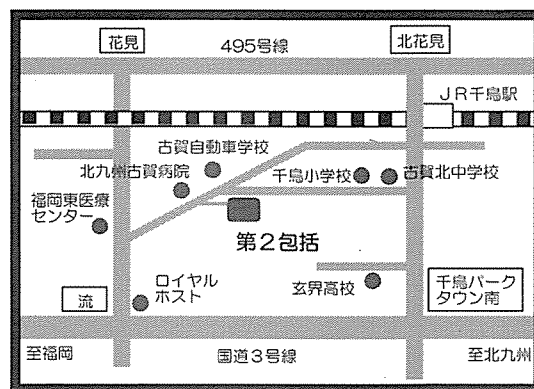 花見
495号線
北花見
JR千鳥駅
古賀自動車学校
北九州古賀病院
千鳥小学校
古賀北中学校
福岡東医療
センター
第2包括
ロイヤル
ホスト
玄界高校
千鳥パーク
タウン南
流
至福岡
国道3号線
至北九州